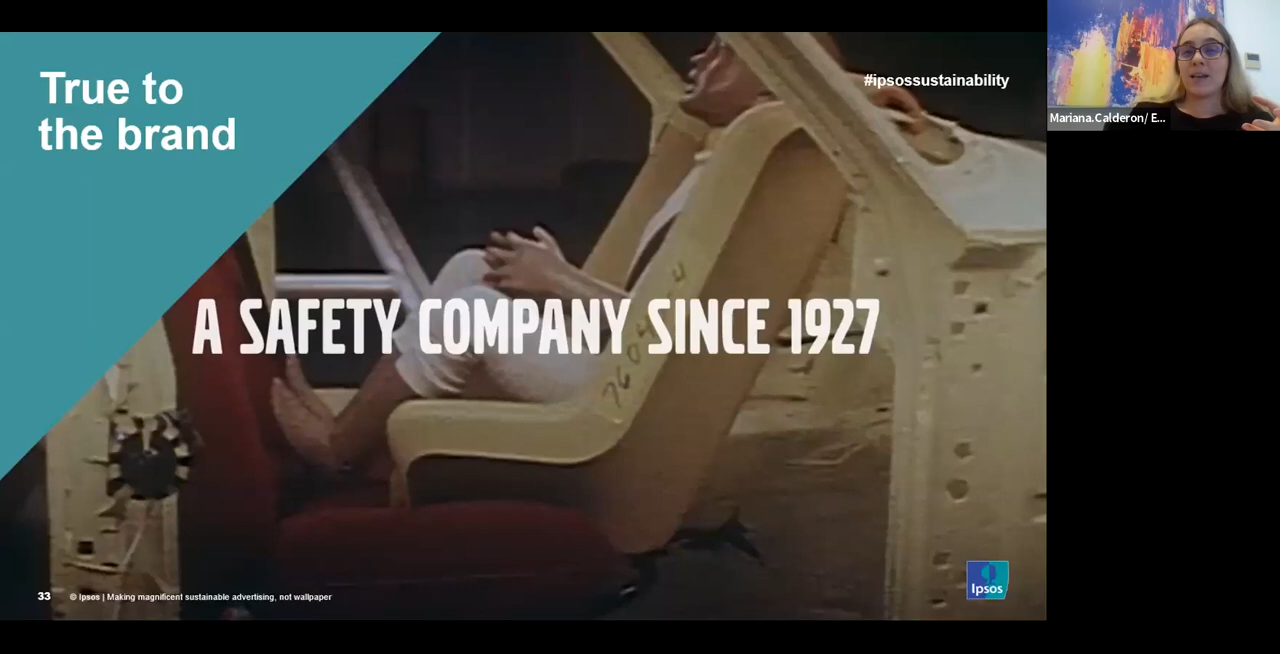 True to
the brand
#ipsossustainability
Mariana.Calderon/ E...
A SAFETY COMPANY SINCE 1927
33
© Ipsos | Making magnificent sustainable advertising, not wallpaper
Ipsos